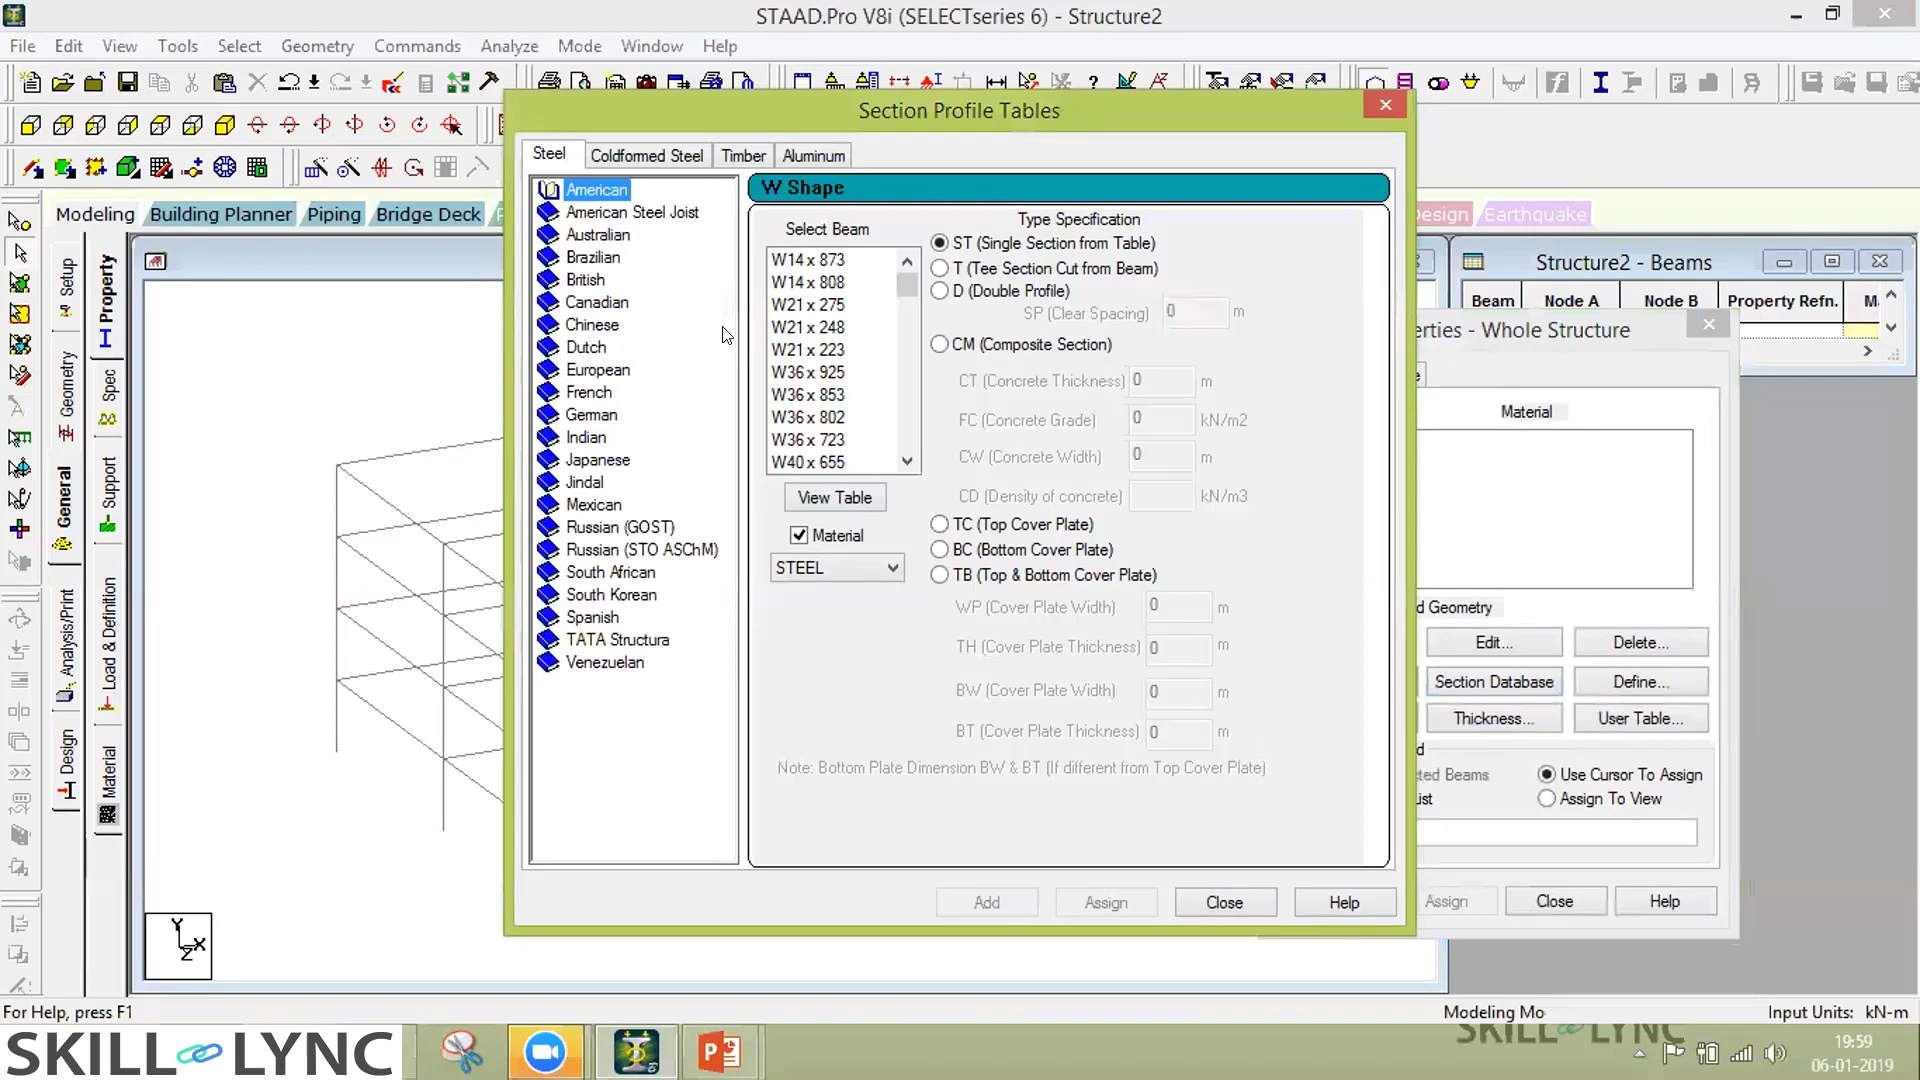 STAAD.Pro V8i (SELECTseries 6) - Structure2
File Edit View Tools Select Geometry Commands Analyze Mode Window Help
Section Profile Tables
Steel Coldformed Steel Timber Aluminum
Modeling Building Planner Piping Bridge Deck
Design Earthquake
American
American Steel Joist
Australian
Brazilian
British
Canadian
Chinese
Dutch
European
French
German
Indian
Japanese
Jindal
Mexican
Russian (GOST)
Russian (STO ASChM)
South African
South Korean
Spanish
TATA Structura
Venezuelan
W Shape
Select Beam
W14 x 873
W14 x 808
W21 x 275
W21 x 248
W21 x 223
W36 x 925
W36 x 853
W36 x 802
W36 x 723
W40 x 655
View Table
Material
STEEL
Type Specification
ST (Single Section from Table)
T (Tee Section Cut from Beam)
D (Double Profile)
SP (Clear Spacing) 0 m
CM (Composite Section)
CT (Concrete Thickness) 0 m
FC (Concrete Grade) 0 kN/m2
CW (Concrete Width) 0 m
CD (Density of concrete) kN/m3
TC (Top Cover Plate)
BC (Bottom Cover Plate)
TB (Top & Bottom Cover Plate)
WP (Cover Plate Width) 0 m
TH (Cover Plate Thickness) 0 m
BW (Cover Plate Width) 0 m
BT (Cover Plate Thickness) 0 m
Note: Bottom Plate Dimension BW & BT (If different from Top Cover Plate)
Add Assign Close Help
Setup
Geometry
General
Analysis/Print
Design
Property
Spec
Support
Load & Definition
Material
Structure2 - Beams
Beam Node A Node B Property Refn.
erties - Whole Structure
Material
d Geometry
Edit... Delete...
Section Database Define...
Thickness... User Table...
ted Beams Use Cursor To Assign
ist Assign To View
Assign Close Help
Y
X
Z
For Help, press F1
Modeling Mo
Input Units: kN-m
SKILL LYNC
SKILL LYNC
19:59
06-01-2019